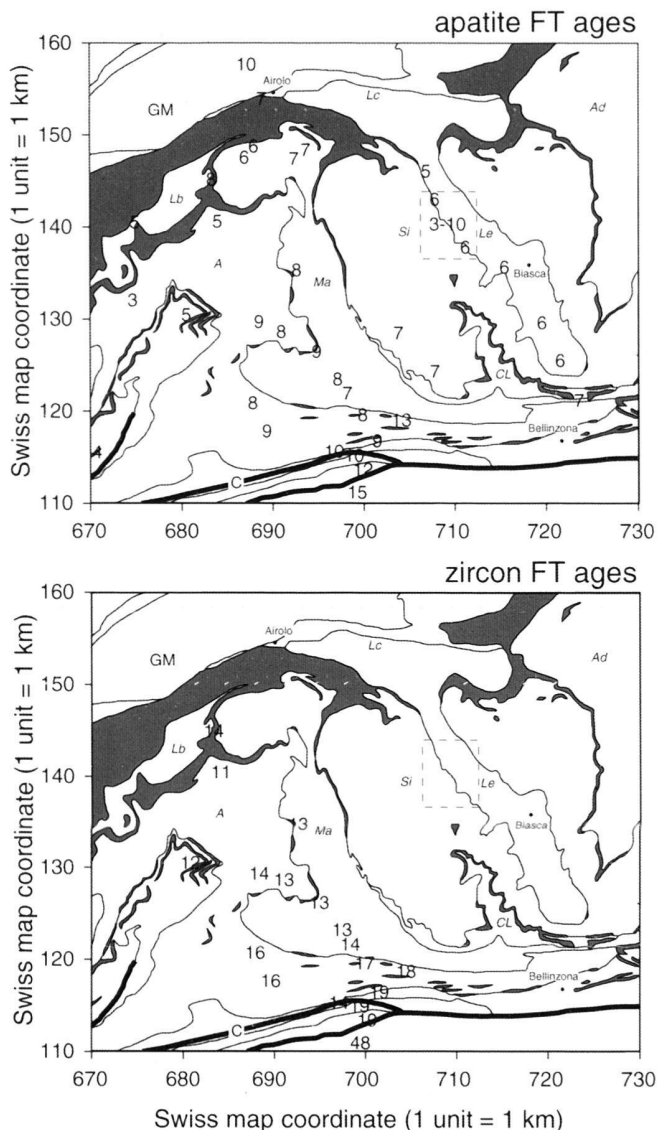 apatite FT ages
160
150
140
130
120
110
Swiss map coordinate (1 unit = 1 km)
10
Airolo
7
Lc
GM
Ad
6
6
7
7
5
8
Lb
5
6
Si
3-10
Le
5
6
6
Biasca
A
8
Ma
3
5
9
8
7
6
9
6
8
7
7
7
CL
8
8
13
7
9
9
Bellinzona
10
10
4
12
C
15
670
680
690
700
710
720
730
zircon FT ages
160
150
140
130
120
110
Swiss map coordinate (1 unit = 1 km)
Airolo
Lc
GM
Ad
14
Lb
11
Si
Le
A
13
Ma
Biasca
12
14
13
13
CL
13
14
16
17
18
16
Bellinzona
19
19
C
48
670
680
690
700
710
720
730
Swiss map coordinate (1 unit = 1 km)